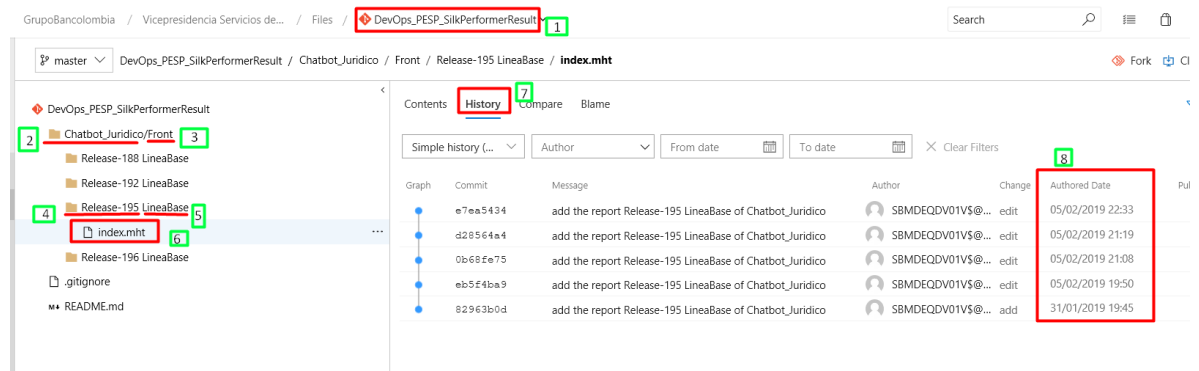 GrupoBancolombia / Vicepresidencia Servicios de... / Files / DevOps_PESP_SilkPerformerResult
1
Search
master DevOps_PESP_SilkPerformerResult / Chatbot_Juridico / Front / Release-195 LineaBase / index.mht
Fork Cl
DevOps_PESP_SilkPerformerResult
2 Chatbot_Juridico/Front 3
Release-188 LineaBase
Release-192 LineaBase
4 Release-195 LineaBase 5
index.mht ...
6
Release-196 LineaBase
.gitignore
M+ README.md
Contents History Compare Blame
7
Simple history (... Author From date To date Clear Filters
8
Graph Commit Message Author Change Authored Date Pul
e7ea5434 add the report Release-195 LineaBase of Chatbot_Juridico SBMDEQDV01V$@... edit 05/02/2019 22:33
d28564a4 add the report Release-195 LineaBase of Chatbot_Juridico SBMDEQDV01V$@... edit 05/02/2019 21:19
0b68fe75 add the report Release-195 LineaBase of Chatbot_Juridico SBMDEQDV01V$@... edit 05/02/2019 21:08
eb5f4ba9 add the report Release-195 LineaBase of Chatbot_Juridico SBMDEQDV01V$@... edit 05/02/2019 19:50
82963b0d add the report Release-195 LineaBase of Chatbot_Juridico SBMDEQDV01V$@... add 31/01/2019 19:45